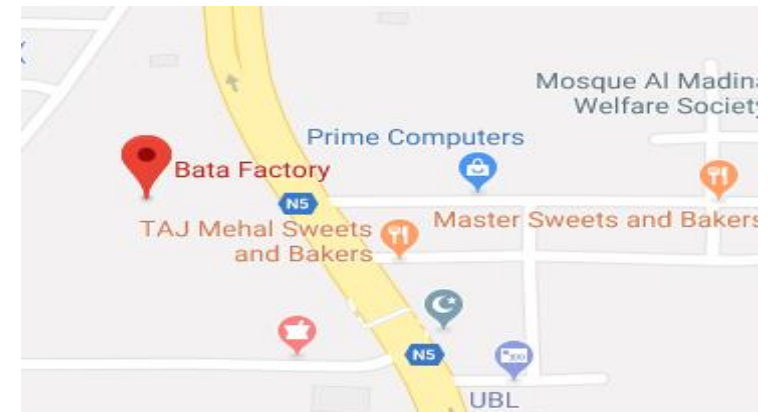 Mosque Al Madina
Welfare Society
Prime Computers
Bata Factory
N5
TAJ Mehal Sweets
and Bakers
Master Sweets and Bakers
N5
UBL